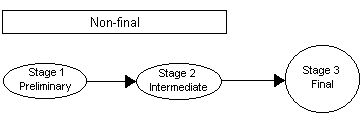 Non-final
Stage 1
Preliminary
Stage 2
Intermediate
Stage 3
Final